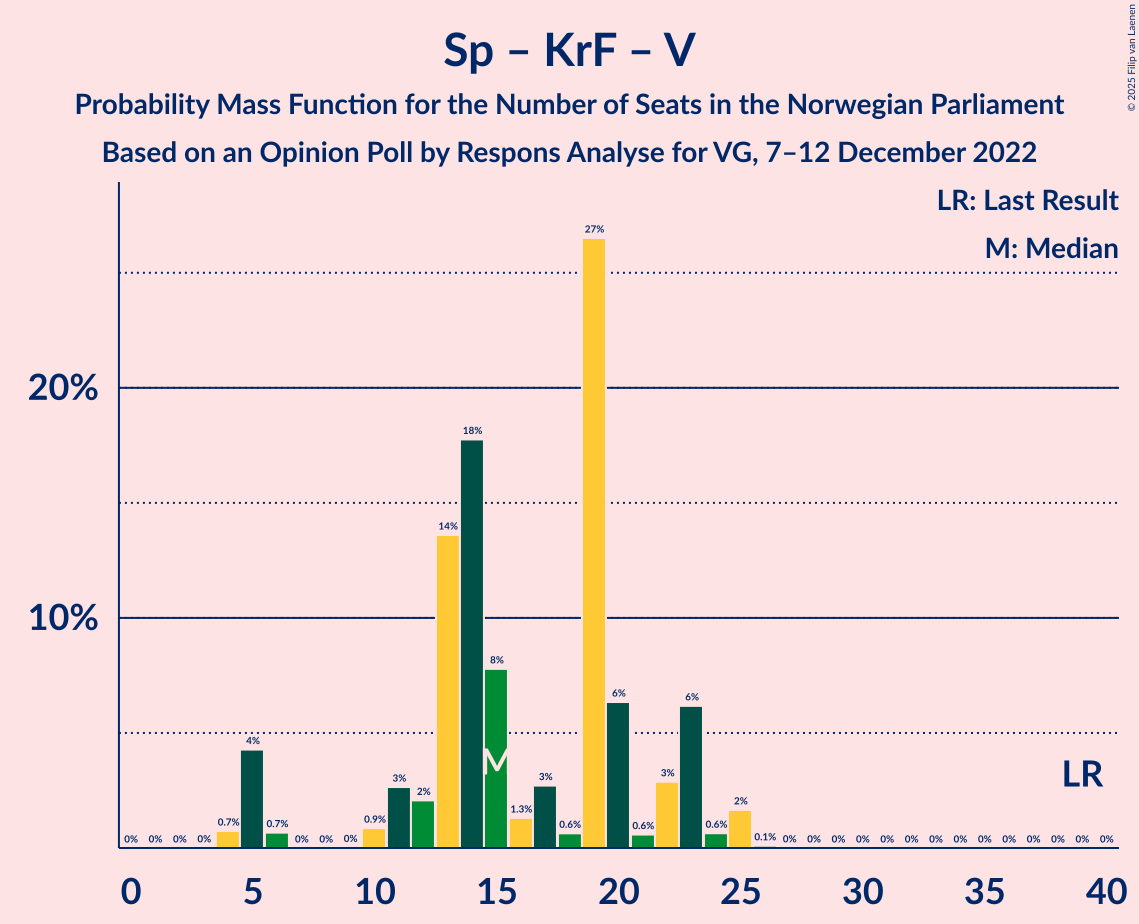 Sp – KrF – V
Probability Mass Function for the Number of Seats in the Norwegian Parliament
Based on an Opinion Poll by Respons Analyse for VG, 7–12 December 2022
© 2025 Filip van Laenen
LR: Last Result
M: Median
20%
10%
0% 0% 0% 0% 0.7% 4% 0.7% 0% 0% 0% 0.9% 3% 2% 14% 18% 8% 1.3% 3% 0.6% 27% 6% 0.6% 3% 6% 0.6% 2% 0.1% 0% 0% 0% 0% 0% 0% 0% 0% 0% 0% 0% 0% 0% 0%
M
LR
0 5 10 15 20 25 30 35 40